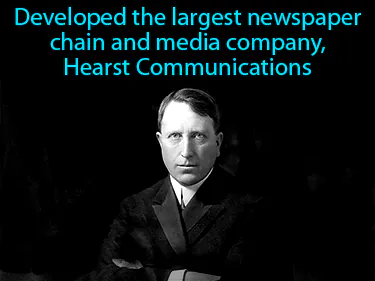 Developed the largest newspaper
chain and media company,
Hearst Communications